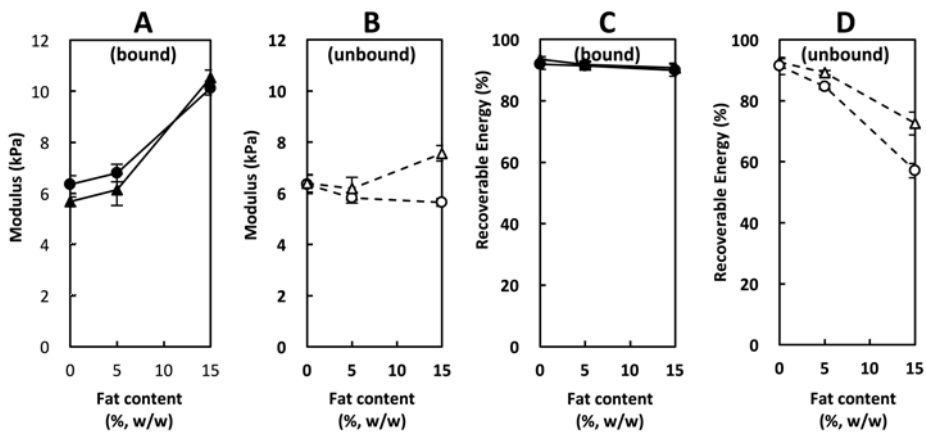 A
(bound)
Modulus (kPa)
12
10
8
6
4
2
0
0 5 10 15
Fat content
(%, w/w)
B
(unbound)
Modulus (kPa)
12
10
8
6
4
2
0
0 5 10 15
Fat content
(%, w/w)
C
(bound)
Recoverable Energy (%)
100
80
60
40
20
0
0 5 10 15
Fat content
(%, w/w)
D
(unbound)
Recoverable Energy (%)
100
80
60
40
20
0
0 5 10 15
Fat content
(%, w/w)